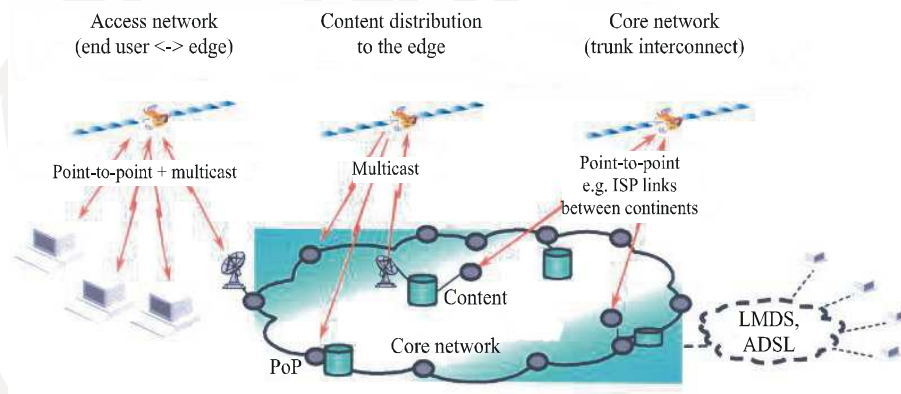 Access network
(end user <-> edge)
Content distribution
to the edge
Core network
(trunk interconnect)
Point-to-point + multicast
Multicast
Point-to-point
e.g. ISP links
between continents
Content
LMDS,
ADSL
Core network
PoP